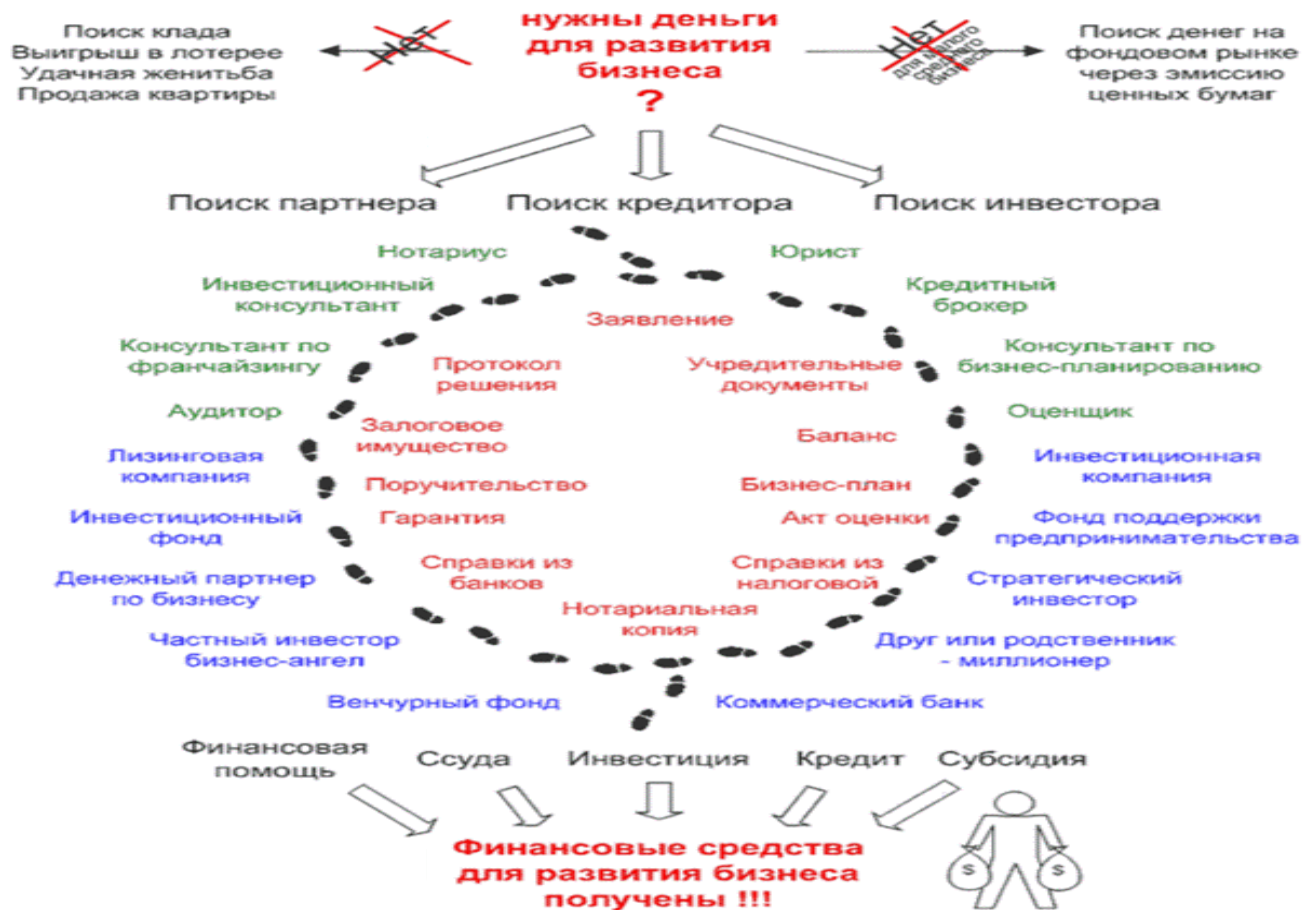 нужны деньги
для развития
бизнеса
?
Поиск клада
Выигрыш в лотерее
Удачная женитьба
Продажа квартиры
Нет
Нет
для малого
среднего
бизнеса
Поиск денег на
фондовом рынке
через эмиссию
ценных бумаг
Поиск партнера
Поиск кредитора
Поиск инвестора
Нотариус
Юрист
Инвестиционный
консультант
Кредитный
брокер
Заявление
Консультант по
франчайзингу
Протокол
решения
Учредительные
документы
Консультант по
бизнес-планированию
Аудитор
Залоговое
имущество
Баланс
Оценщик
Лизинговая
компания
Поручительство
Бизнес-план
Инвестиционная
компания
Инвестиционный
фонд
Гарантия
Акт оценки
Фонд поддержки
предпринимательства
Денежный партнер
по бизнесу
Справки из
банков
Справки из
налоговой
Стратегический
инвестор
Нотариальная
копия
Частный инвестор
бизнес-ангел
Друг или родственник
- миллионер
Венчурный фонд
Коммерческий банк
Финансовая
помощь
Ссуда
Инвестиция
Кредит
Субсидия
Финансовые средства
для развития бизнеса
получены !!!
$
$